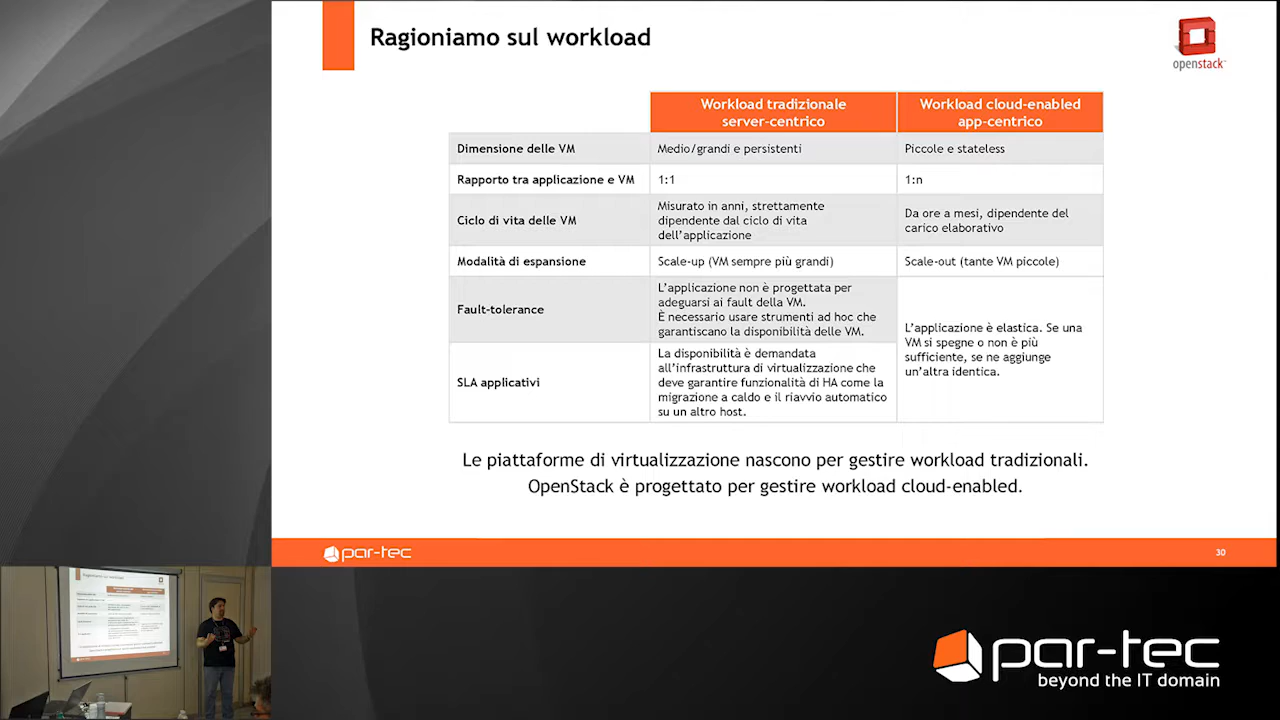 Ragioniamo sul workload
openstack
Workload tradizionale
server-centrico
Workload cloud-enabled
app-centrico
Dimensione delle VM
Medio/grandi e persistenti
Piccole e stateless
Rapporto tra applicazione e VM
1:1
1:n
Ciclo di vita delle VM
Misurato in anni, strettamente
dipendente dal ciclo di vita
dell'applicazione
Da ore a mesi, dipendente del
carico elaborativo
Modalità di espansione
Scale-up (VM sempre più grandi)
Scale-out (tante VM piccole)
Fault-tolerance
L'applicazione non è progettata per
adeguarsi ai fault della VM.
È necessario usare strumenti ad hoc che
garantiscano la disponibilità delle VM.
L'applicazione è elastica. Se una
VM si spegne o non è più
sufficiente, se ne aggiunge
un'altra identica.
SLA applicativi
La disponibilità è demandata
all'infrastruttura di virtualizzazione che
deve garantire funzionalità di HA come la
migrazione a caldo e il riavvio automatico
su un altro host.
Le piattaforme di virtualizzazione nascono per gestire workload tradizionali.
OpenStack è progettato per gestire workload cloud-enabled.
par-tec
30
Ragioniamo sul workload
par-tec
beyond the IT domain